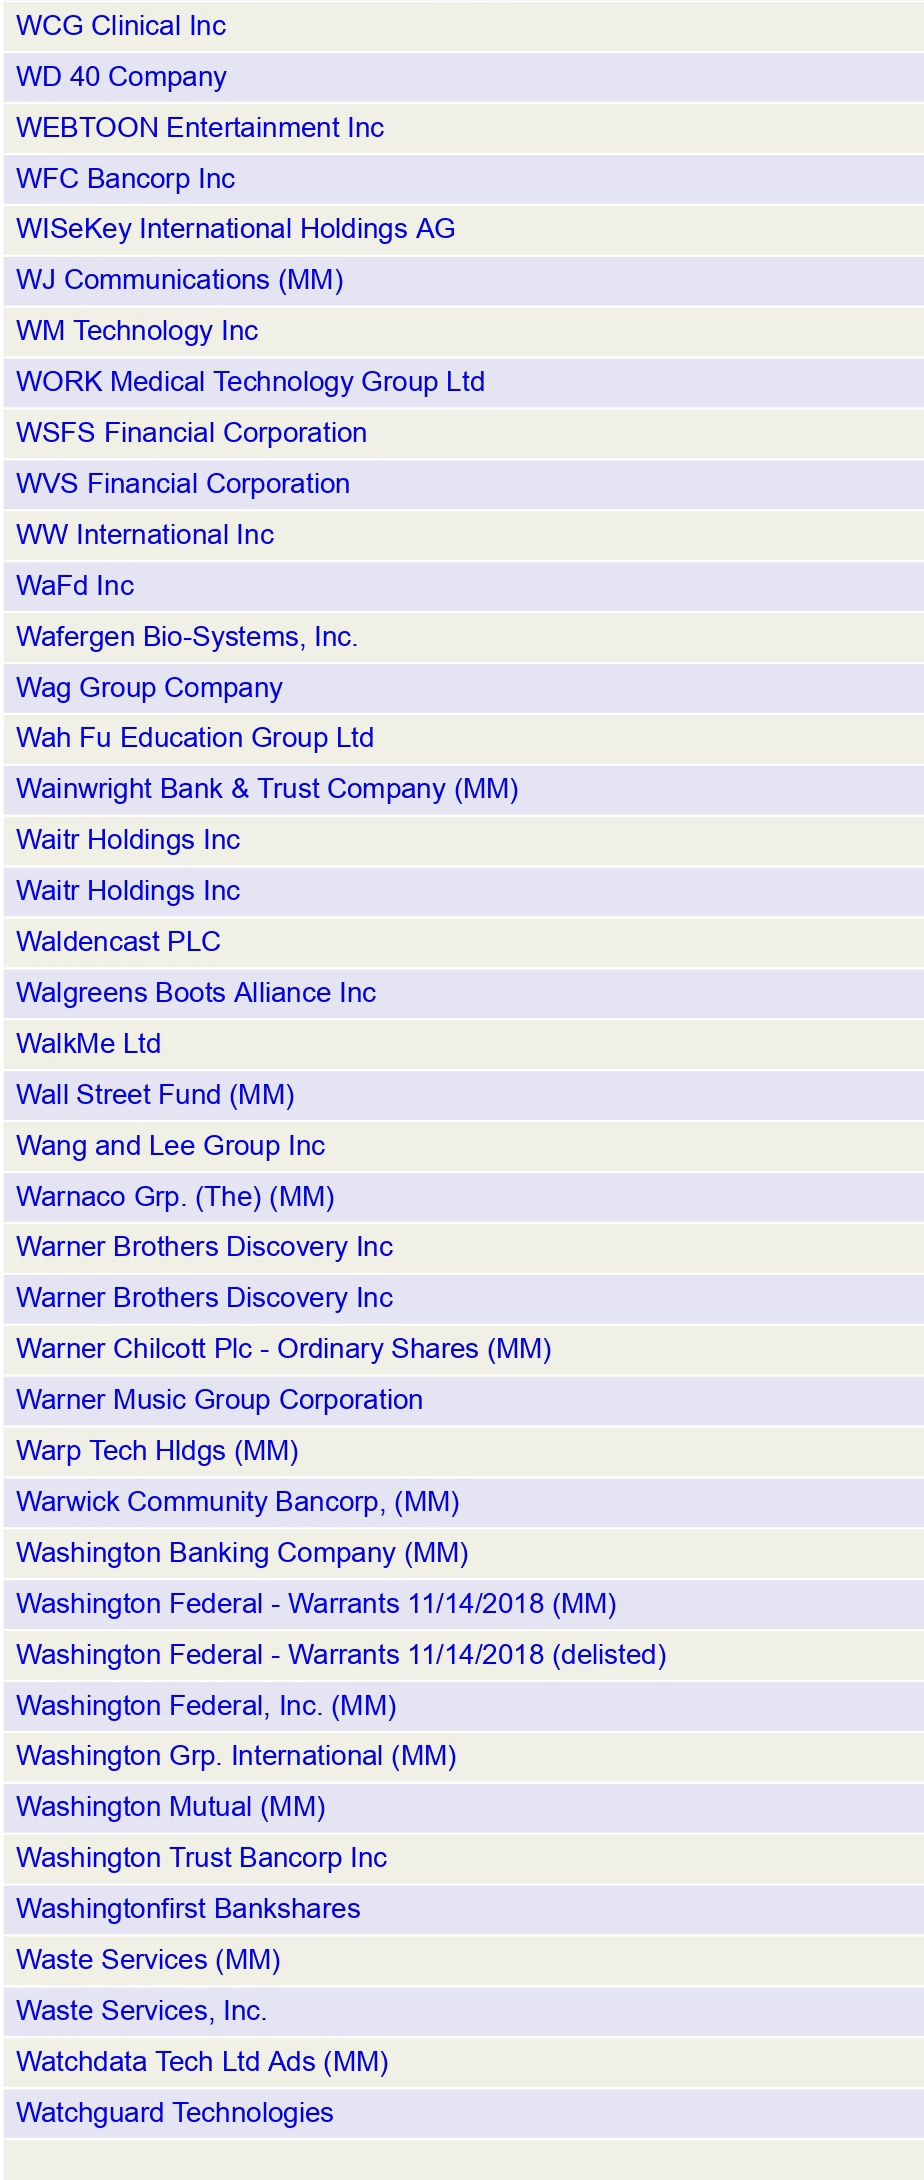 WCG Clinical Inc
WD 40 Company
WEBTOON Entertainment Inc
WFC Bancorp Inc
WISeKey International Holdings AG
WJ Communications (MM)
WM Technology Inc
WORK Medical Technology Group Ltd
WSFS Financial Corporation
WVS Financial Corporation
WW International Inc
WaFd Inc
Wafergen Bio-Systems, Inc.
Wag Group Company
Wah Fu Education Group Ltd
Wainwright Bank & Trust Company (MM)
Waitr Holdings Inc
Waitr Holdings Inc
Waldencast PLC
Walgreens Boots Alliance Inc
WalkMe Ltd
Wall Street Fund (MM)
Wang and Lee Group Inc
Warnaco Grp. (The) (MM)
Warner Brothers Discovery Inc
Warner Brothers Discovery Inc
Warner Chilcott Plc - Ordinary Shares (MM)
Warner Music Group Corporation
Warp Tech Hldgs (MM)
Warwick Community Bancorp, (MM)
Washington Banking Company (MM)
Washington Federal - Warrants 11/14/2018 (MM)
Washington Federal - Warrants 11/14/2018 (delisted)
Washington Federal, Inc. (MM)
Washington Grp. International (MM)
Washington Mutual (MM)
Washington Trust Bancorp Inc
Washingtonfirst Bankshares
Waste Services (MM)
Waste Services, Inc.
Watchdata Tech Ltd Ads (MM)
Watchguard Technologies